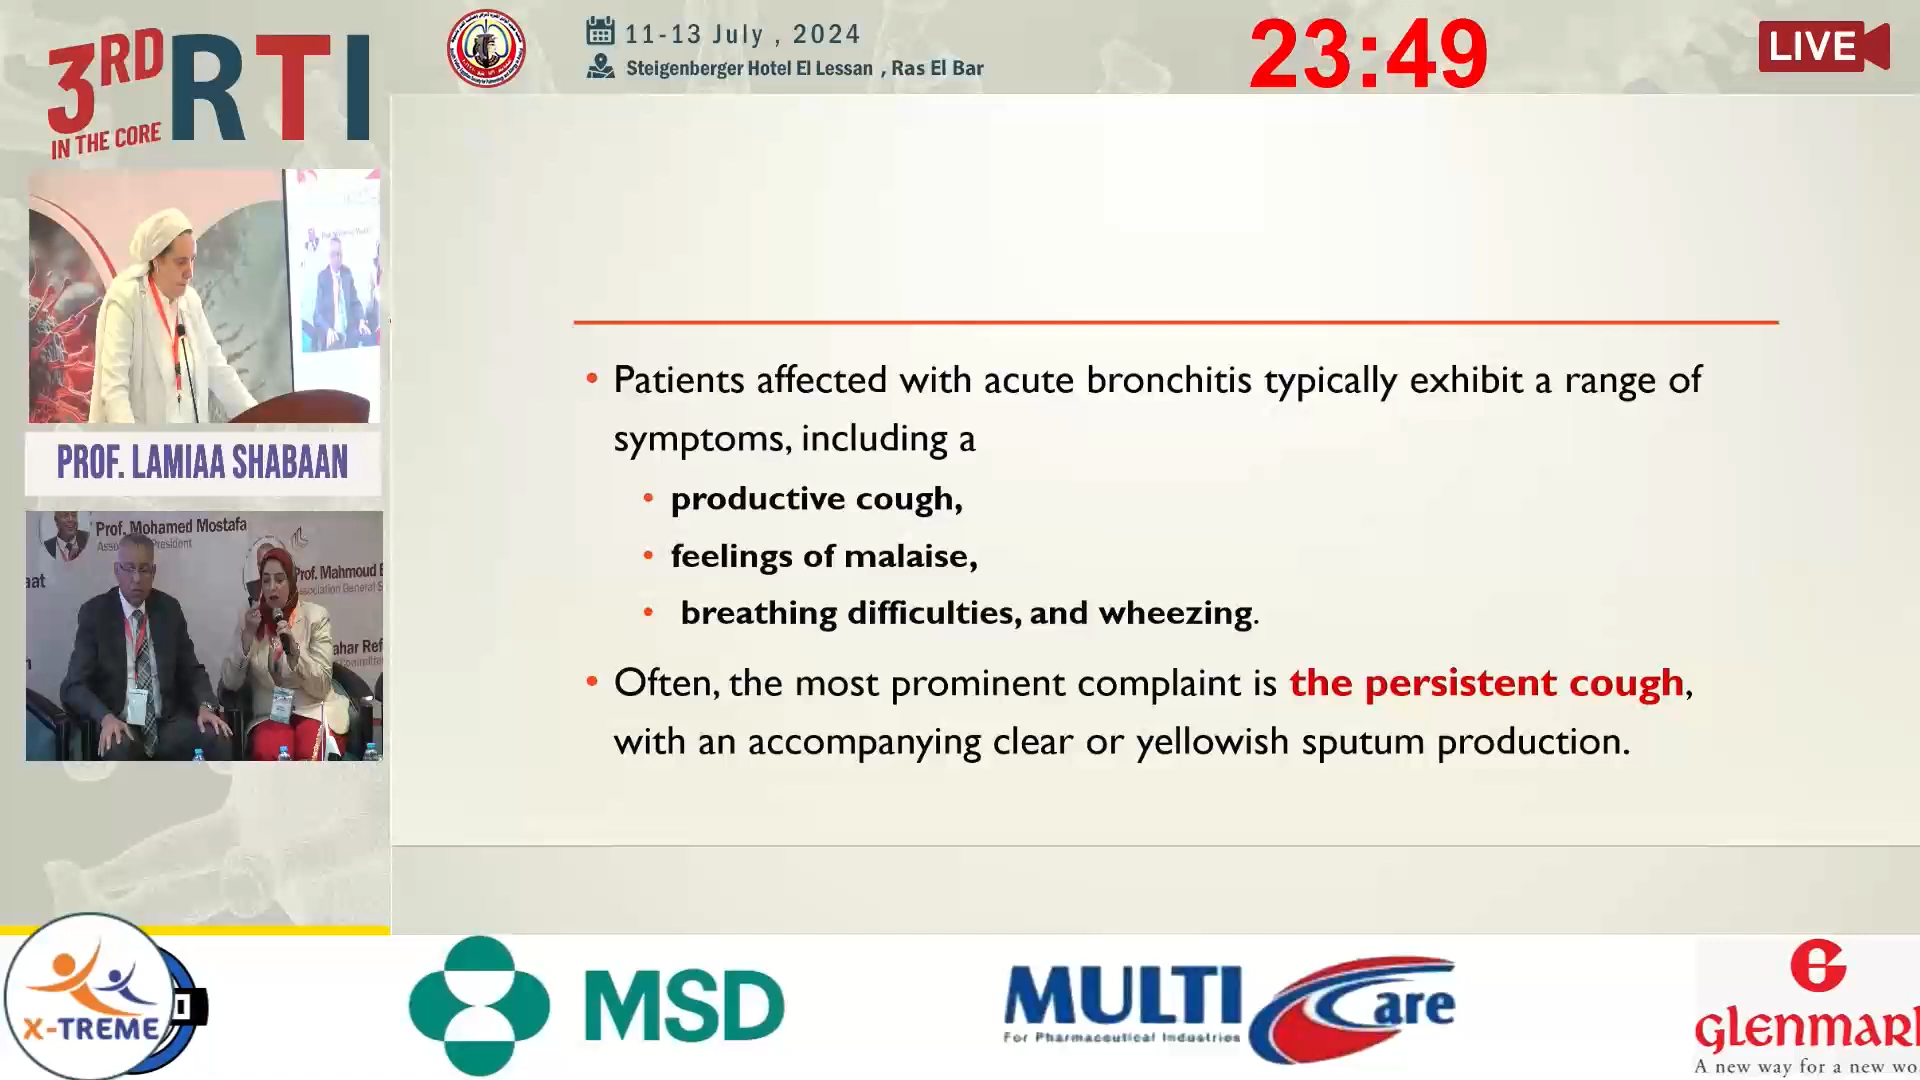 3RD RTI
IN THE CORE
11-13 July , 2024
Steigenberger Hotel El Lessan , Ras El Bar
23:49
LIVE
PROF. LAMIAA SHABAAN
Prof. Mohamed Mostafa
Prof. Mahmoud
• Patients affected with acute bronchitis typically exhibit a range of
symptoms, including a
• productive cough,
• feelings of malaise,
• breathing difficulties, and wheezing.
• Often, the most prominent complaint is the persistent cough,
with an accompanying clear or yellowish sputum production.
X-TREME
MSD
MULTI Care
For Pharmaceutical Industries
glenmark
A new way for a new wo